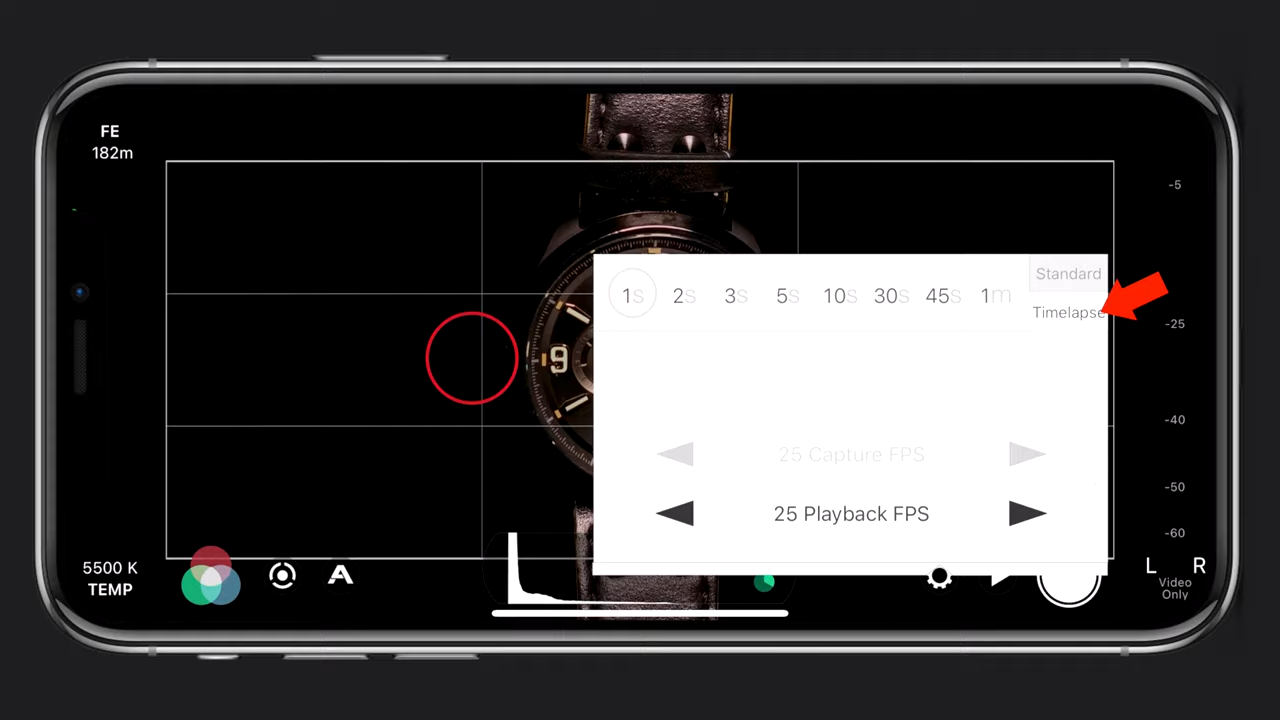 FE
182m
-5
Standard
1s 2s 3s 5s 10s 30s 45s 1m
Timelapse
-25
9
-40
25 Capture FPS
-50
25 Playback FPS
-60
5500 K
TEMP
A
L R
Video
Only